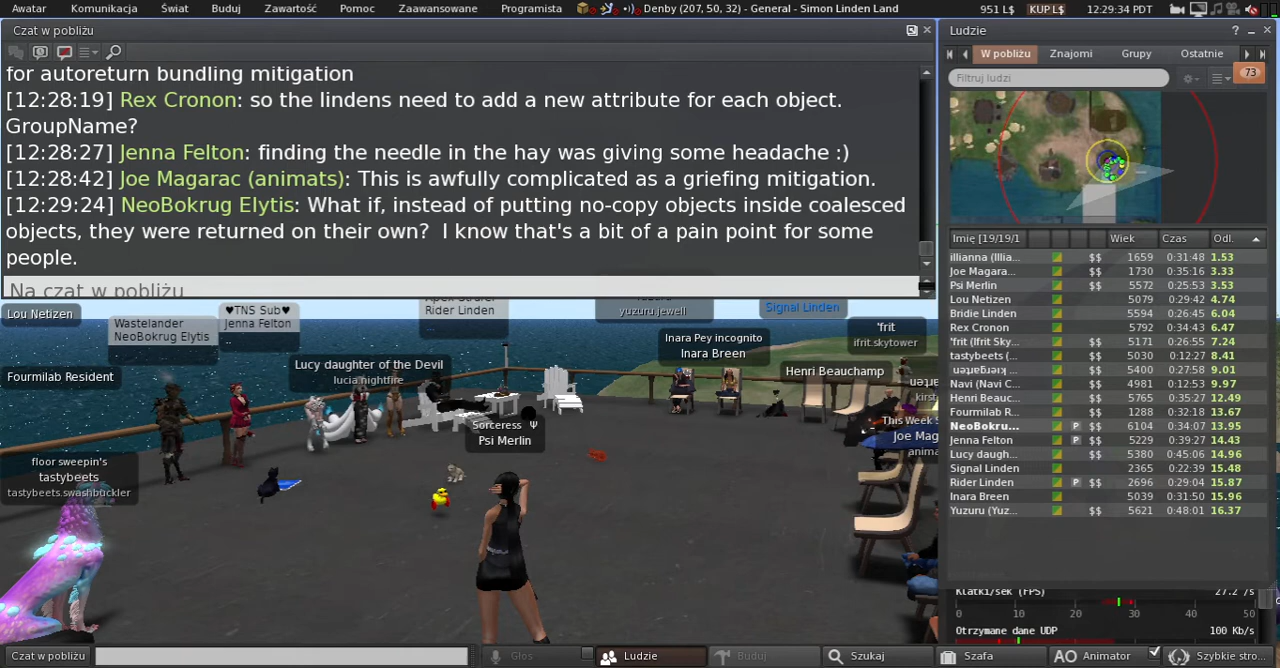 Awatar Komunikacja Świat Buduj Zawartość Pomoc Zaawansowane Programista Denby (207, 50, 32) - General - Simon Linden Land 951 L$ KUP L$ 12:29:34 PDT
Czat w pobliżu
for autoreturn bundling mitigation
[12:28:19] Rex Cronon: so the lindens need to add a new attribute for each object.
GroupName?
[12:28:27] Jenna Felton: finding the needle in the hay was giving some headache :)
[12:28:42] Joe Magarac (animats): This is awfully complicated as a griefing mitigation.
[12:29:24] NeoBokrug Elytis: What if, instead of putting no-copy objects inside coalesced
objects, they were returned on their own?  I know that's a bit of a pain point for some
people.
Na czat w pobliżu
Lou Netizen
Wastelander
NeoBokrug Elytis
♥TNS Sub♥
Jenna Felton
Rider Linden
yuzuru.jewell
Signal Linden
Inara Pey incognito
Inara Breen
'frit
ifrit.skytower
Fourmilab Resident
Lucy daughter of the Devil
lucia.nightfire
Henri Beauchamp
kirst
Sorceress Ψ
Psi Merlin
This Week S
Joe Mag
anima
floor sweepin's
tastybeets
tastybeets.swashbuckler
Ludzie
W pobliżu Znajomi Grupy Ostatnie
Filtruj ludzi
73
Imię [19/19/1 Wiek Czas Odl.
illianna (Illia... $$ 1659 0:31:48 1.53
Joe Magara... $$ 1730 0:35:16 3.33
Psi Merlin $$ 5572 0:25:53 3.53
Lou Netizen 5079 0:29:42 4.74
Bridie Linden 5594 0:26:45 6.04
Rex Cronon 5792 0:34:43 6.47
'frit (Ifrit Sky... $$ 5171 0:26:55 7.24
tastybeets (... $$ 5030 0:12:27 8.41
$$ 5400 0:27:58 9.01
Navi (Navi C... $$ 4981 0:12:53 9.97
Henri Beauc... $$ 5765 0:35:27 12.49
Fourmilab R... $$ 1288 0:32:18 13.67
NeoBokru... $$ 6104 0:34:07 13.95
Jenna Felton P $$ 5229 0:39:27 14.43
Lucy daugh... $$ 5380 0:45:06 14.96
Signal Linden 2365 0:22:39 15.48
Rider Linden P $$ 2696 0:29:04 15.87
Inara Breen 5039 0:31:50 15.96
Yuzuru (Yuz... $$ 5621 0:48:01 16.37
Klatki/sek (FPS) 27.2 /s
0 10 20 30 40 50
Otrzymane dane UDP 100 Kb/s
Czat w pobliżu Głos Ludzie Buduj Szukaj Szafa AO Animator Szybkie stro...